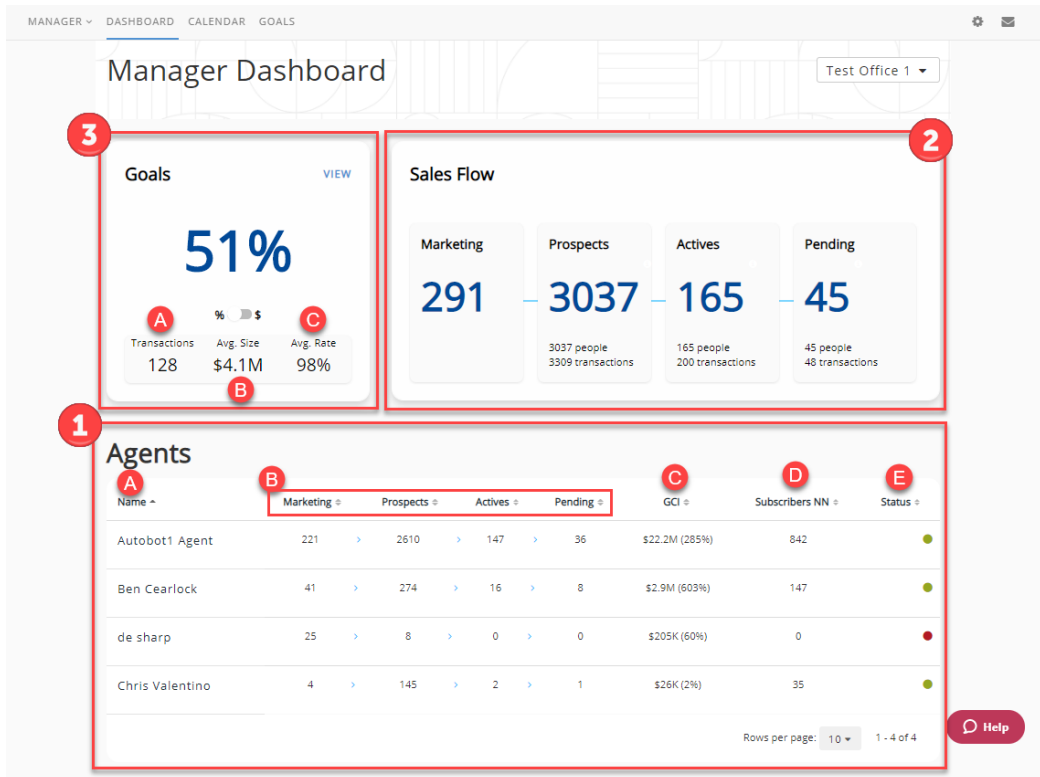 MANAGER DASHBOARD CALENDAR GOALS
Manager Dashboard
Test Office 1
3
2
Goals VIEW
51%
% $
A C
Transactions Avg. Size Avg. Rate
128 $4.1M 98%
B
Sales Flow
Marketing Prospects Actives Pending
291 3037 165 45
3037 people 165 people 45 people
3309 transactions 200 transactions 48 transactions
1
Agents
A B C D E
Name Marketing Prospects Actives Pending GCI Subscribers NN Status
Autobot1 Agent 221 > 2610 > 147 > 36 $22.2M (285%) 842
Ben Cearlock 41 > 274 > 16 > 8 $2.9M (603%) 147
de sharp 25 > 8 > 0 > 0 $205K (60%) 0
Chris Valentino 4 > 145 > 2 > 1 $26K (2%) 35
Rows per page: 10 1 - 4 of 4
Help